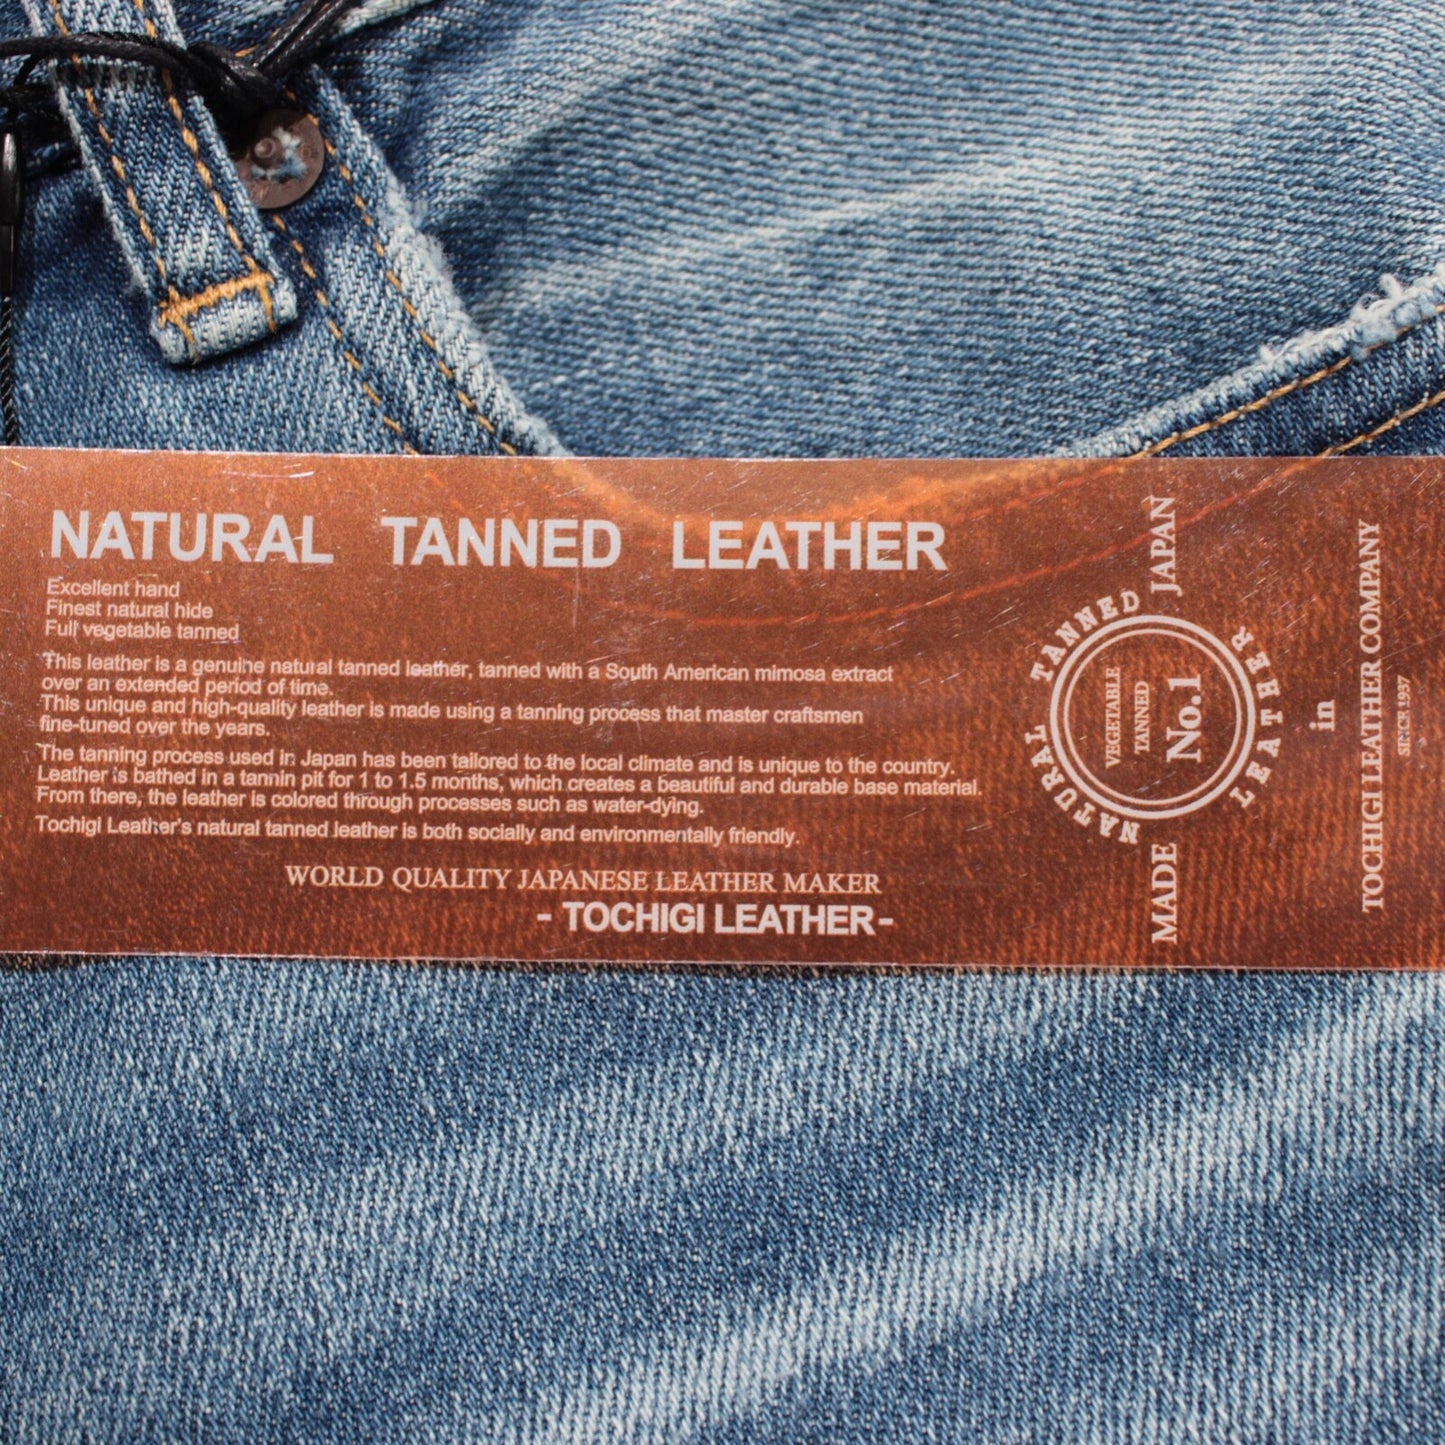 NATURAL TANNED LEATHER
Excellent hand
Finest natural hide
Full vegetable tanned
This leather is a genuine natural tanned leather, tanned with a South American mimosa extract
over an extended period of time.
This unique and high-quality leather is made using a tanning process that master craftsmen
fine-tuned over the years.
The tanning process used in Japan has been tailored to the local climate and is unique to the country.
Leather is bathed in a tannin pit for 1 to 1.5 months, which creates a beautiful and durable base material.
From there, the leather is colored through processes such as water-dying.
Tochigi Leather's natural tanned leather is both socially and environmentally friendly.
WORLD QUALITY JAPANESE LEATHER MAKER
- TOCHIGI LEATHER -
NATURAL TANNED LEATHER
VEGETABLE
TANNED
No.1
NATURAL LEATHER
MADE in JAPAN
TOCHIGI LEATHER COMPANY
SINCE 1937